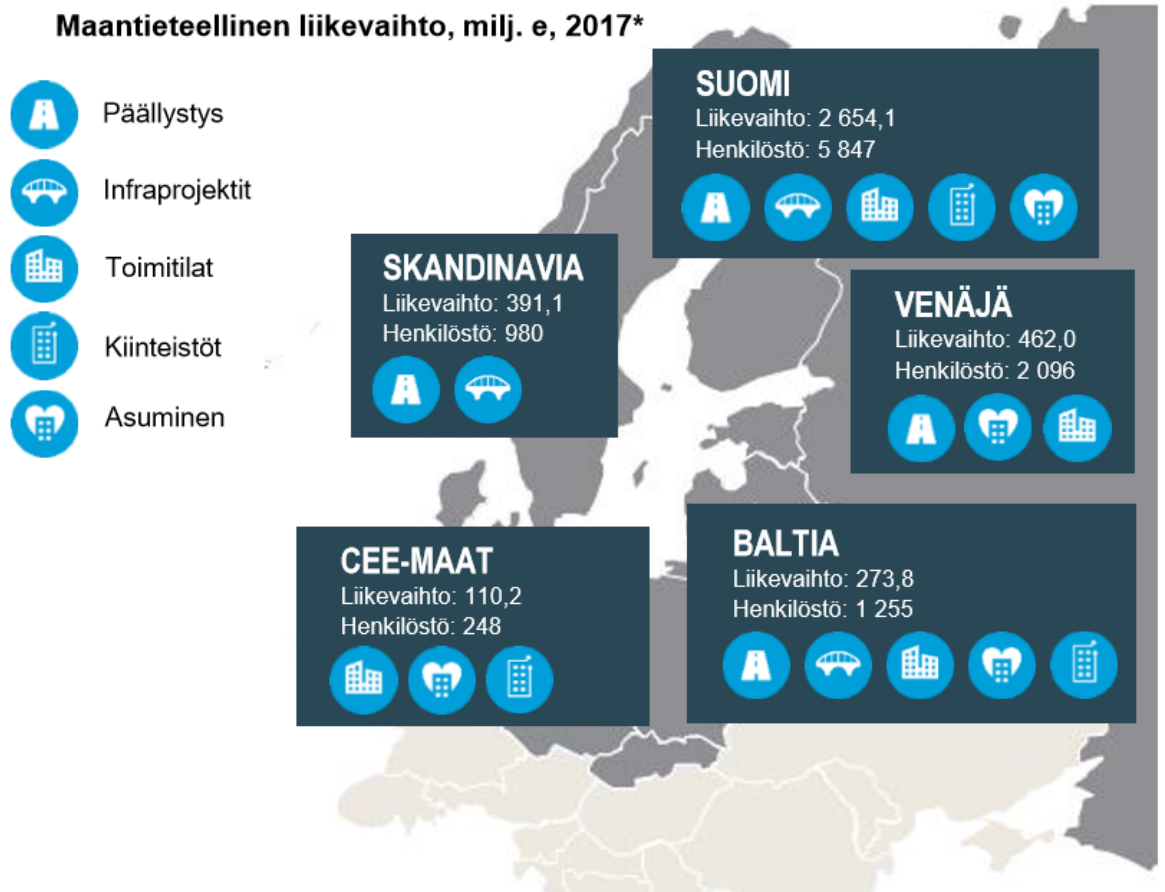 Maantieteellinen liikevaihto, milj. e, 2017*
Päällystys
Infraprojektit
Toimitilat
Kiinteistöt
Asuminen
SUOMI
Liikevaihto: 2 654,1
Henkilöstö: 5 847
SKANDINAVIA
Liikevaihto: 391,1
Henkilöstö: 980
VENÄJÄ
Liikevaihto: 462,0
Henkilöstö: 2 096
CEE-MAAT
Liikevaihto: 110,2
Henkilöstö: 248
BALTIA
Liikevaihto: 273,8
Henkilöstö: 1 255